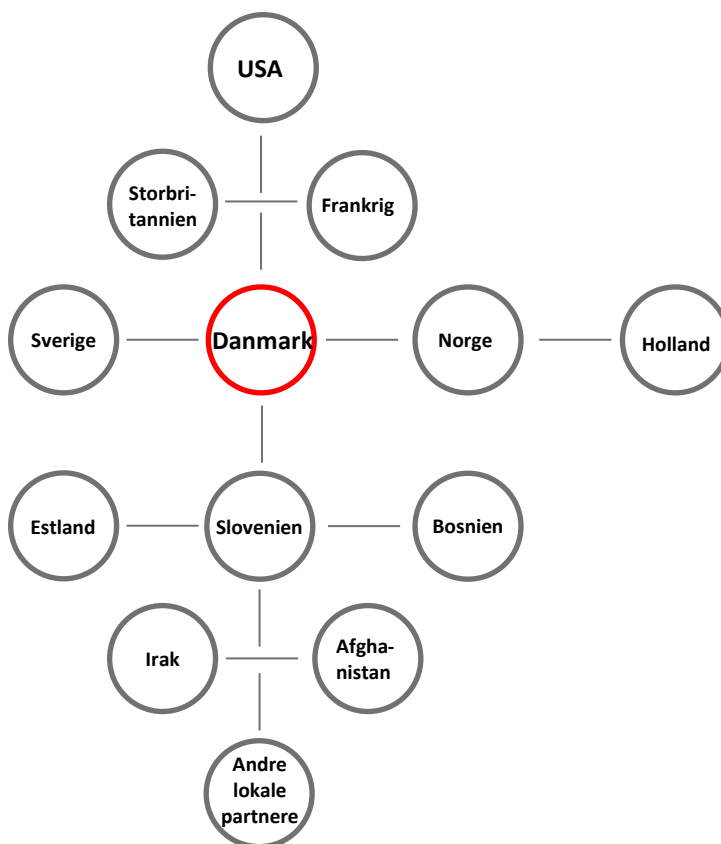 USA
Storbri-
tannien
Frankrig
Sverige
Danmark
Norge
Holland
Estland
Slovenien
Bosnien
Irak
Afgha-
nistan
Andre
lokale
partnere